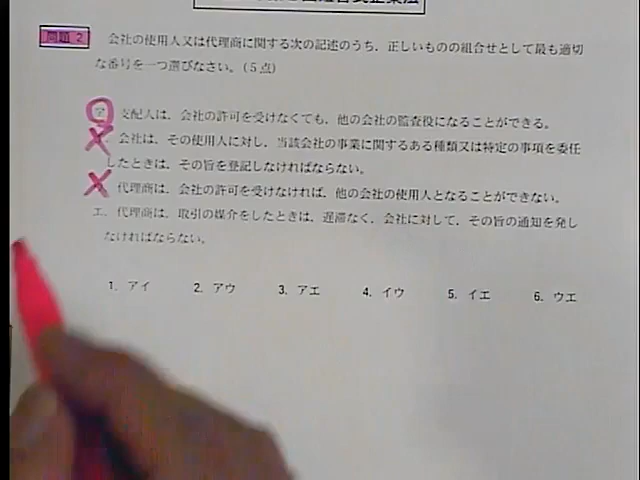 問題 2
会社の使用人又は代理商に関する次の記述のうち，正しいものの組合せとして最も適切
な番号を一つ選びなさい。(5点)
支配人は，会社の許可を受けなくても，他の会社の監査役になることができる。
会社は，その使用人に対し，当該会社の事業に関するある種類又は特定の事項を委任
したときは，その旨を登記しなければならない。
代理商は，会社の許可を受けなければ，他の会社の使用人となることができない。
エ．代理商は，取引の媒介をしたときは，遅滞なく，会社に対して，その旨の通知を発し
なければならない。
1．アイ 2．アウ 3．アエ 4．イウ 5．イエ 6．ウエ